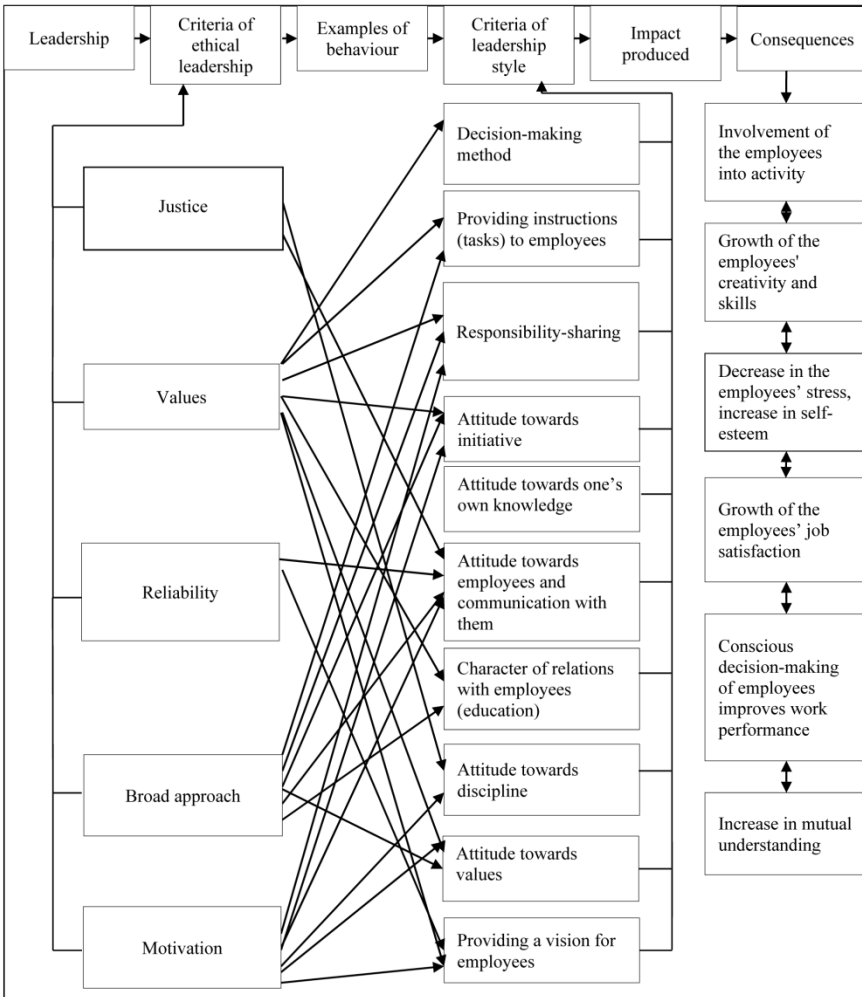 Leadership
Criteria of
ethical
leadership
Examples of
behaviour
Criteria of
leadership
style
Impact
produced
Consequences
Justice
Values
Reliability
Broad approach
Motivation
Decision-making
method
Providing instructions
(tasks) to employees
Responsibility-sharing
Attitude towards
initiative
Attitude towards one’s
own knowledge
Attitude towards
employees and
communication with
them
Character of relations
with employees
(education)
Attitude towards
discipline
Attitude towards
values
Providing a vision for
employees
Involvement of
the employees
into activity
Growth of the
employees'
creativity and
skills
Decrease in the
employees’ stress,
increase in self-
esteem
Growth of the
employees’ job
satisfaction
Conscious
decision-making
of employees
improves work
performance
Increase in mutual
understanding